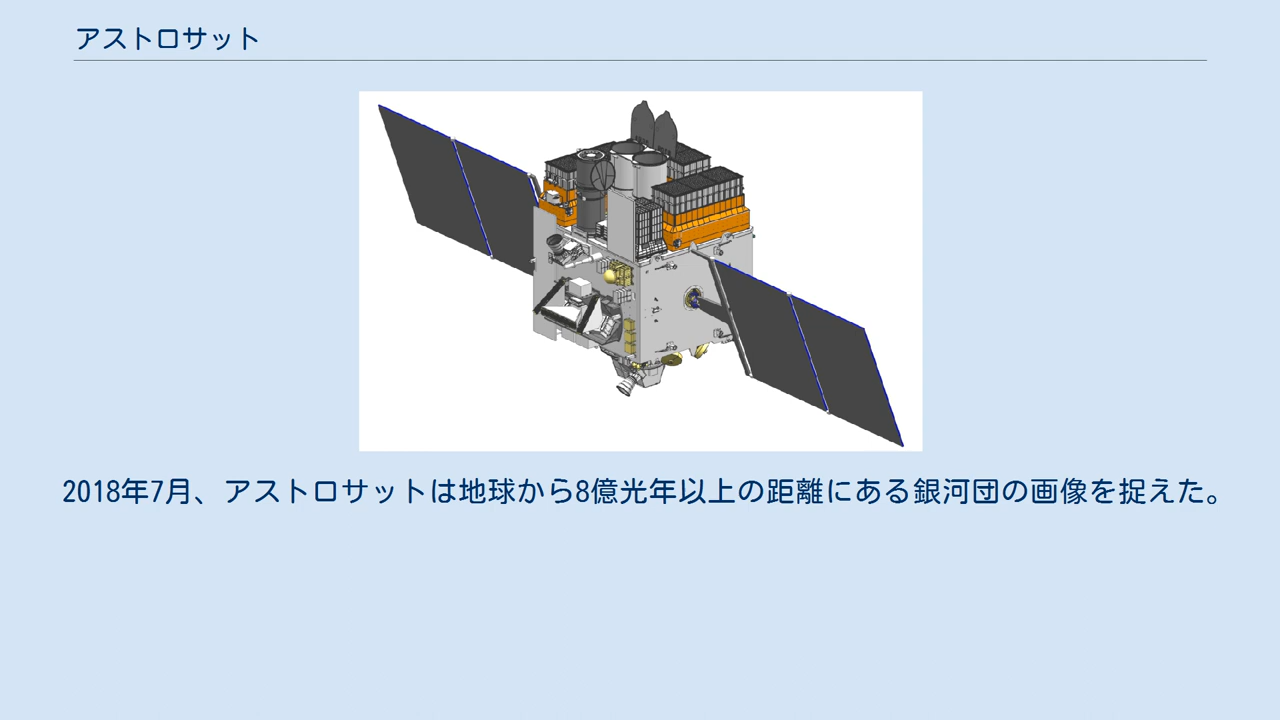 アストロサット
2018年7月、アストロサットは地球から8億光年以上の距離にある銀河団の画像を捉えた。